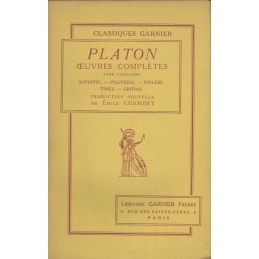 CLASSIQUES GARNIER
PLATON
ŒUVRES COMPLÈTES
TOME CINQUIÈME
SOPHISTE. — POLITIQUE. — PHILÈBE.
TIMÉE. — CRITIAS
TRADUCTION NOUVELLE
DE ÉMILE CHAMBRY
LIBRAIRIE GARNIER FRÈRES
6, RUE DES SAINTS-PÈRES, 6
PARIS